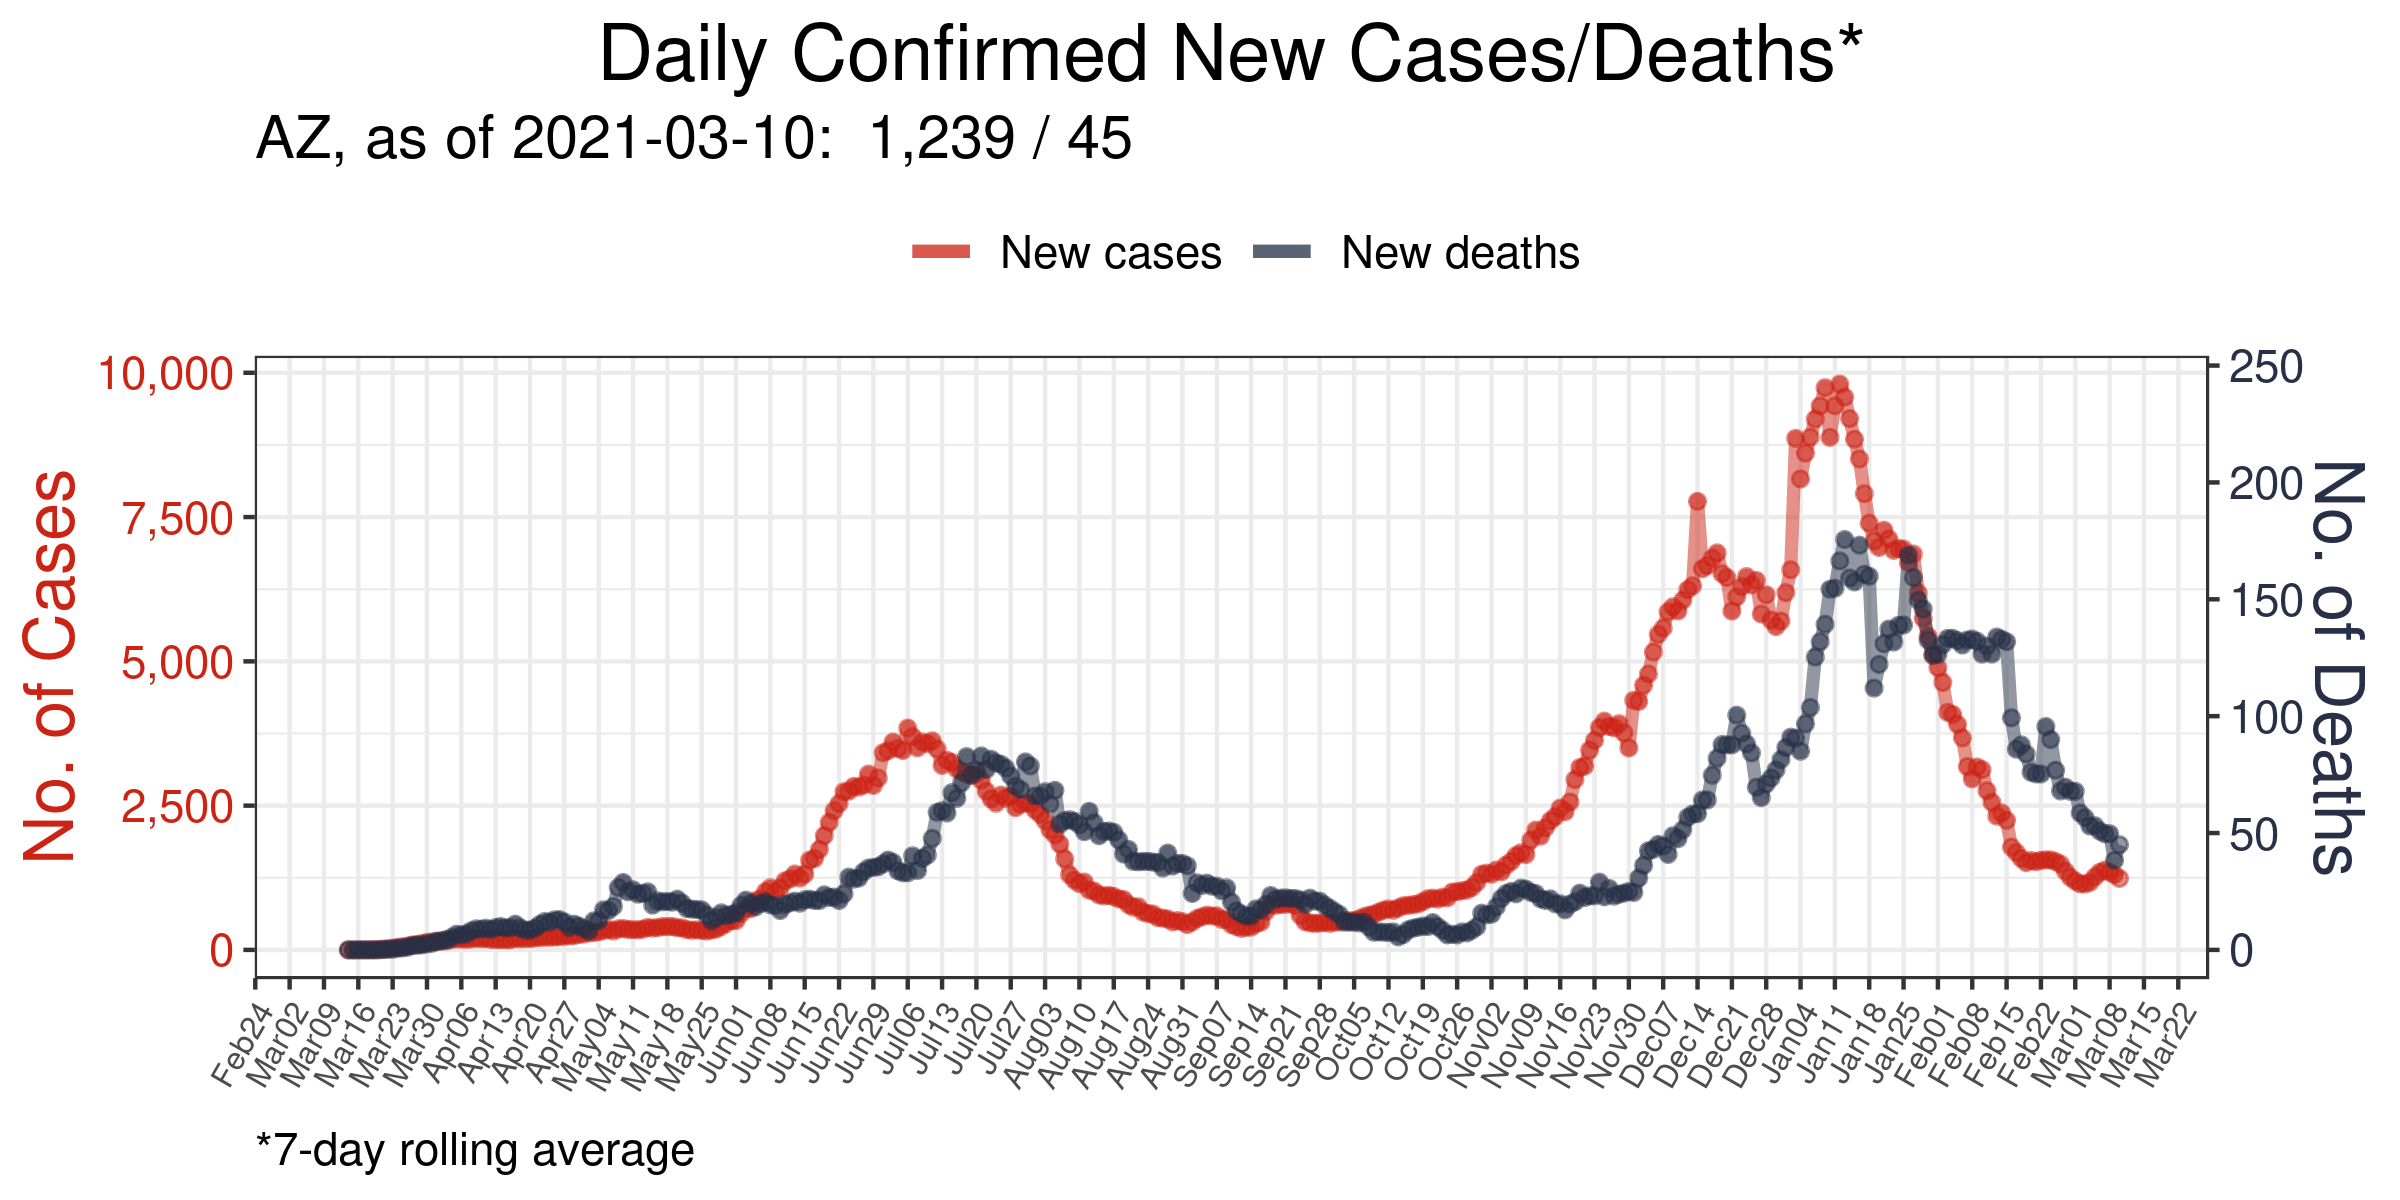 Daily Confirmed New Cases/Deaths*
AZ, as of 2021-03-10:  1,239 / 45
New cases
New deaths
No. of Cases
10,000
7,500
5,000
2,500
0
250
200
150
100
50
0
No. of Deaths
Feb24
Mar02
Mar09
Mar16
Mar23
Mar30
Apr06
Apr13
Apr20
Apr27
May04
May11
May18
May25
Jun01
Jun08
Jun15
Jun22
Jun29
Jul06
Jul13
Jul20
Jul27
Aug03
Aug10
Aug17
Aug24
Aug31
Sep07
Sep14
Sep21
Sep28
Oct05
Oct12
Oct19
Oct26
Nov02
Nov09
Nov16
Nov23
Nov30
Dec07
Dec14
Dec21
Dec28
Jan04
Jan11
Jan18
Jan25
Feb01
Feb08
Feb15
Feb22
Mar01
Mar08
Mar15
Mar22
*7-day rolling average